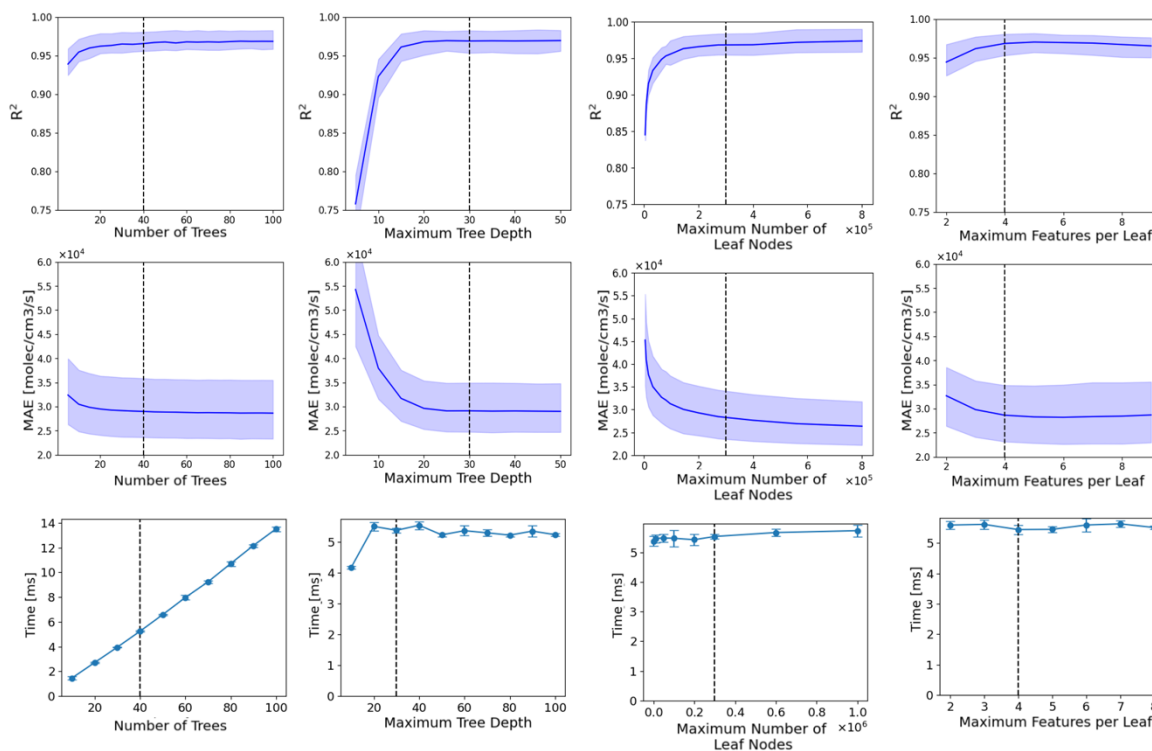 1.00 0.95 0.90 0.85 0.80 0.75
R²
20 40 60 80 100
Number of Trees
1.00 0.95 0.90 0.85 0.80 0.75
R²
10 20 30 40 50
Maximum Tree Depth
1.00 0.95 0.90 0.85 0.80 0.75
R²
0 2 4 6 8
Maximum Number of
Leaf Nodes
×10⁵
1.00 0.95 0.90 0.85 0.80 0.75
R²
2 4 6 8
Maximum Features per Leaf
×10⁴
6.0 5.5 5.0 4.5 4.0 3.5 3.0 2.5 2.0
MAE [molec/cm3/s]
20 40 60 80 100
Number of Trees
×10⁴
6.0 5.5 5.0 4.5 4.0 3.5 3.0 2.5 2.0
MAE [molec/cm3/s]
10 20 30 40 50
Maximum Tree Depth
×10⁴
6.0 5.5 5.0 4.5 4.0 3.5 3.0 2.5 2.0
MAE [molec/cm3/s]
0 2 4 6 8
Maximum Number of
Leaf Nodes
×10⁵
×10⁴
6.0 5.5 5.0 4.5 4.0 3.5 3.0 2.5 2.0
MAE [molec/cm3/s]
2 4 6 8
Maximum Features per Leaf
14 12 10 8 6 4 2 0
Time [ms]
20 40 60 80 100
Number of Trees
5 4 3 2 1 0
Time [ms]
20 40 60 80 100
Maximum Tree Depth
6 5 4 3 2 1 0
Time [ms]
0.0 0.2 0.4 0.6 0.8 1.0
Maximum Number of
Leaf Nodes
×10⁶
5 4 3 2 1 0
Time [ms]
2 3 4 5 6 7 8
Maximum Features per Leaf